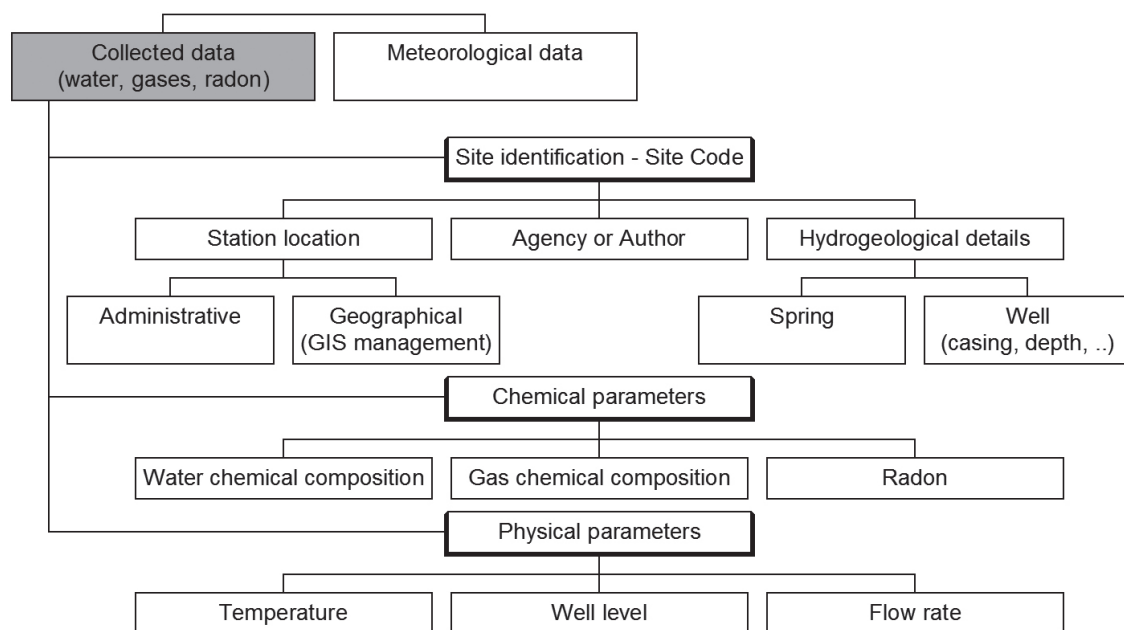 Collected data
(water, gases, radon)
Meteorological data
Site identification - Site Code
Station location
Agency or Author
Hydrogeological details
Administrative
Geographical
(GIS management)
Spring
Well
(casing, depth, ..)
Chemical parameters
Water chemical composition
Gas chemical composition
Radon
Physical parameters
Temperature
Well level
Flow rate